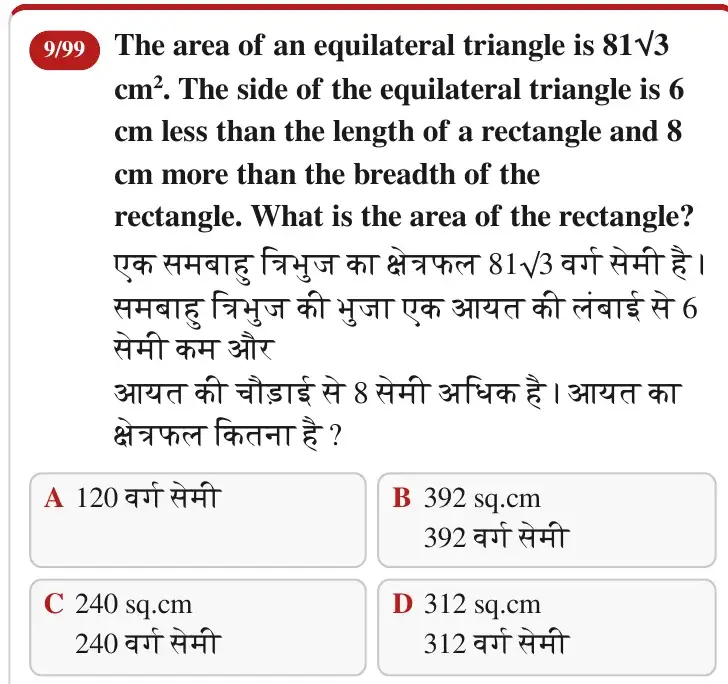 9/99 The area of an equilateral triangle is 81√3
cm². The side of the equilateral triangle is 6
cm less than the length of a rectangle and 8
cm more than the breadth of the
rectangle. What is the area of the rectangle?
एक समबाहु त्रिभुज का क्षेत्रफल 81√3 वर्ग सेमी है।
समबाहु त्रिभुज की भुजा एक आयत की लंबाई से 6
सेमी कम और
आयत की चौड़ाई से 8 सेमी अधिक है। आयत का
क्षेत्रफल कितना है ?
A 120 वर्ग सेमी
B 392 sq.cm
392 वर्ग सेमी
C 240 sq.cm
240 वर्ग सेमी
D 312 sq.cm
312 वर्ग सेमी